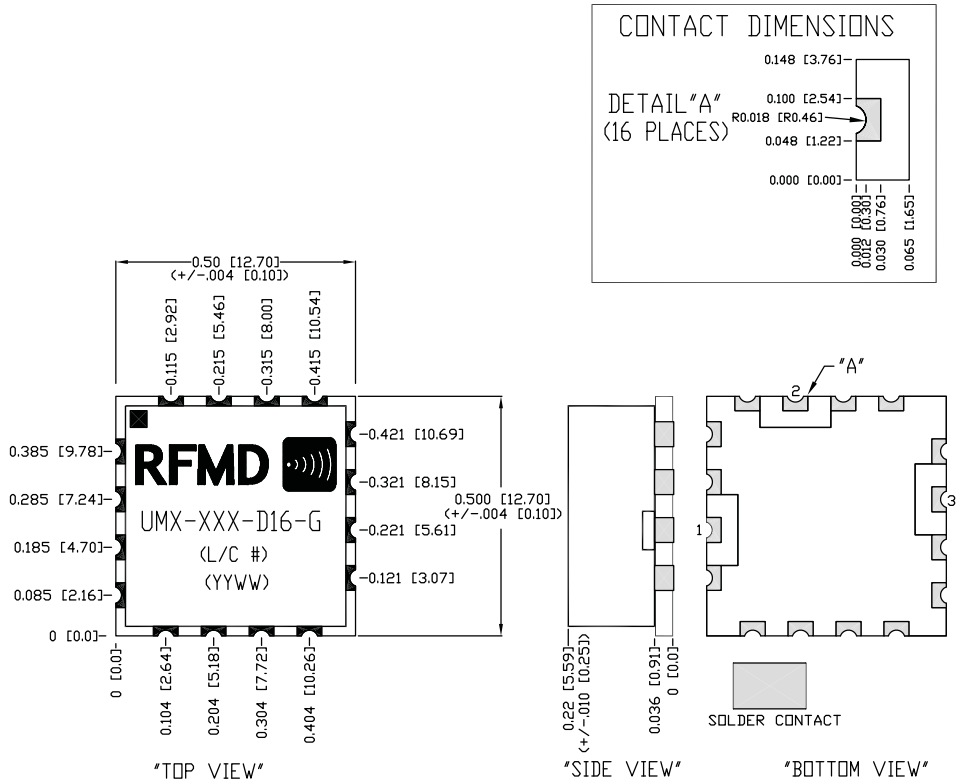 CONTACT DIMENSIONS
0.148 [3.76]
DETAIL"A"
(16 PLACES)
0.100 [2.54]
R0.018 [R0.46]
0.048 [1.22]
0.000 [0.00]
0.000 [0.00]
0.012 [0.30]
0.030 [0.76]
0.065 [1.65]
0.50 [12.70]
(+/-.004 [0.10])
0.115 [2.92]
0.215 [5.46]
0.315 [8.00]
0.415 [10.54]
0.385 [9.78]
0.285 [7.24]
0.185 [4.70]
0.085 [2.16]
0 [0.0]
RFMD
UMX-XXX-D16-G
(L/C #)
(YYWW)
0.421 [10.69]
0.321 [8.15]
0.221 [5.61]
0.121 [3.07]
0.500 [12.70]
(+/-.004 [0.10])
0 [0.0]
0.104 [2.64]
0.204 [5.18]
0.304 [7.72]
0.404 [10.26]
"TOP VIEW"
0.22 [5.59]
(+/-.010 [0.25])
0.036 [0.91]
0 [0.0]
"SIDE VIEW"
"A"
2
1
3
SOLDER CONTACT
"BOTTOM VIEW"